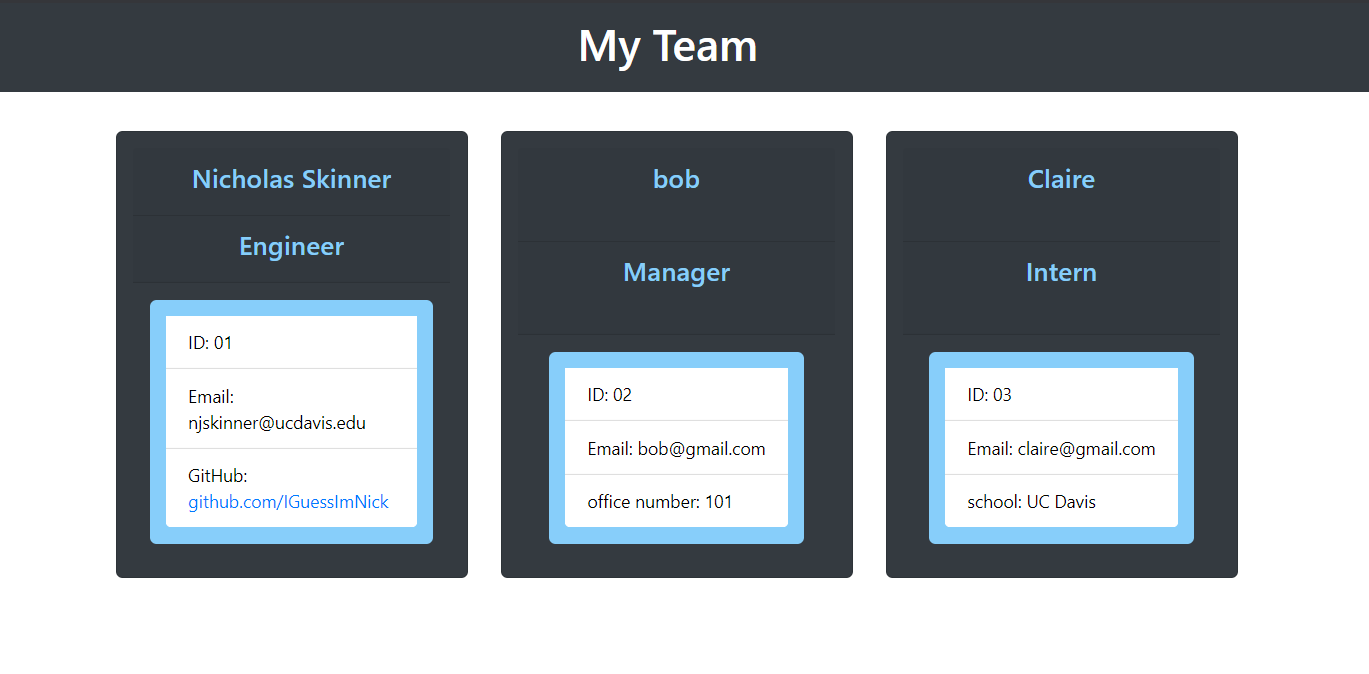 My Team
Nicholas Skinner
Engineer
ID: 01
Email:
njskinner@ucdavis.edu
GitHub:
github.com/IGuessImNick
bob
Manager
ID: 02
Email: bob@gmail.com
office number: 101
Claire
Intern
ID: 03
Email: claire@gmail.com
school: UC Davis